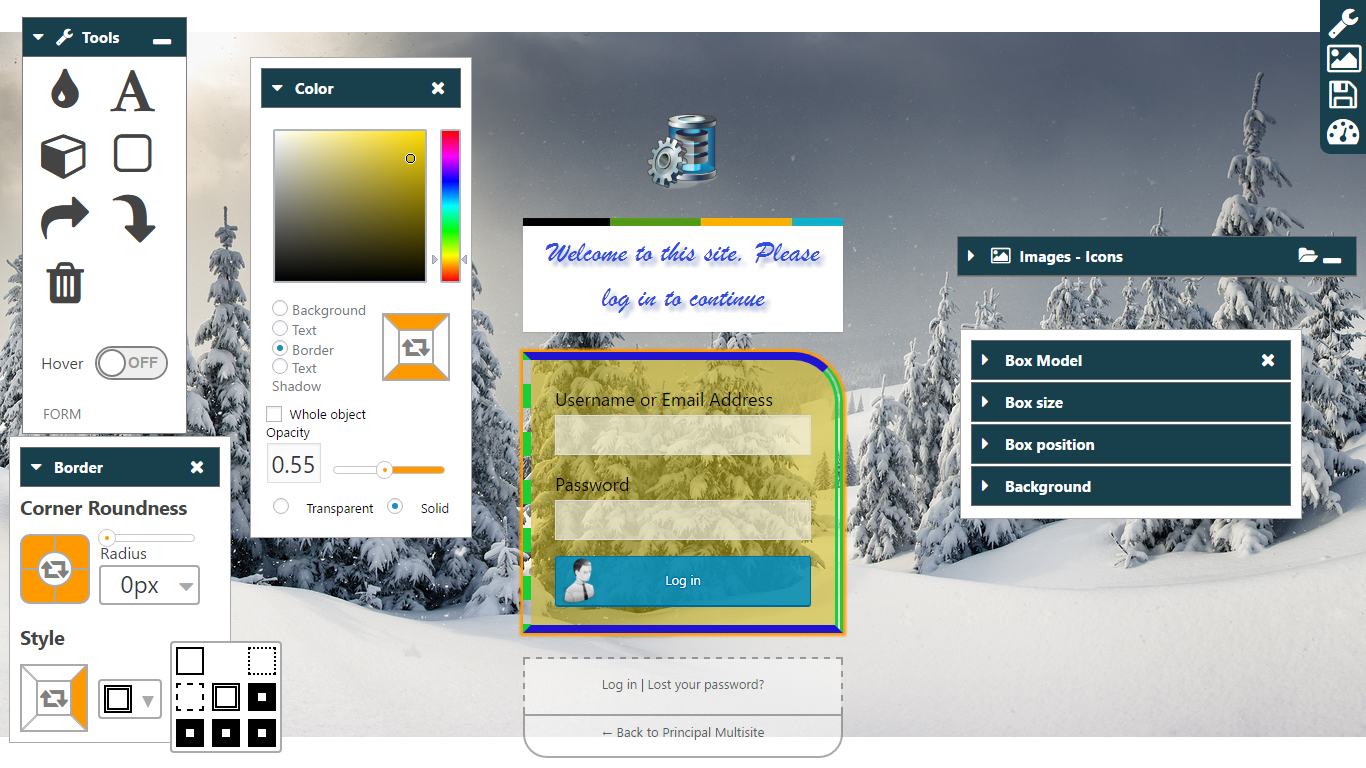 Tools
Hover
OFF
FORM
Border
Corner Roundness
Radius
0px
Style
Color
Background
Text
Border
Text
Shadow
Whole object
Opacity
0.55
Transparent
Solid
Welcome to this site. Please
log in to continue
Username or Email Address
Password
Log in
Log in | Lost your password?
← Back to Principal Multisite
Images - Icons
Box Model
Box size
Box position
Background